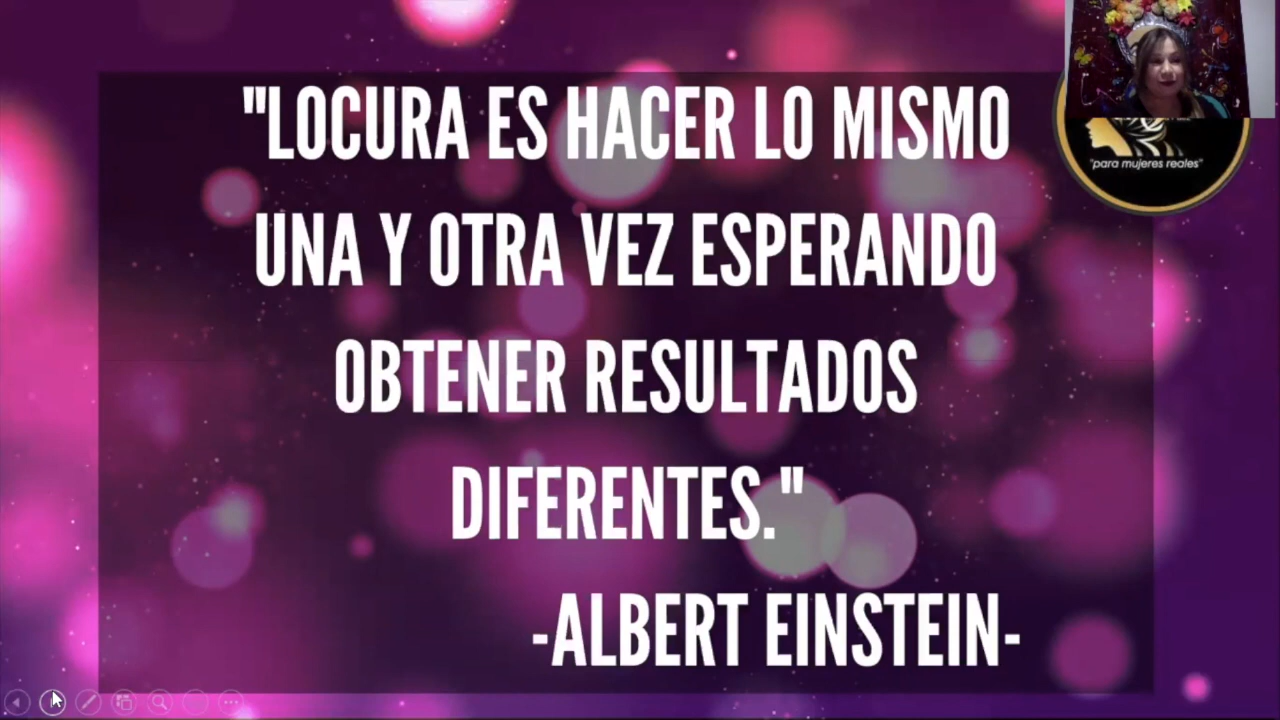 "LOCURA ES HACER LO MISMO
UNA Y OTRA VEZ ESPERANDO
OBTENER RESULTADOS
DIFERENTES."
-ALBERT EINSTEIN-
"para mujeres reales"